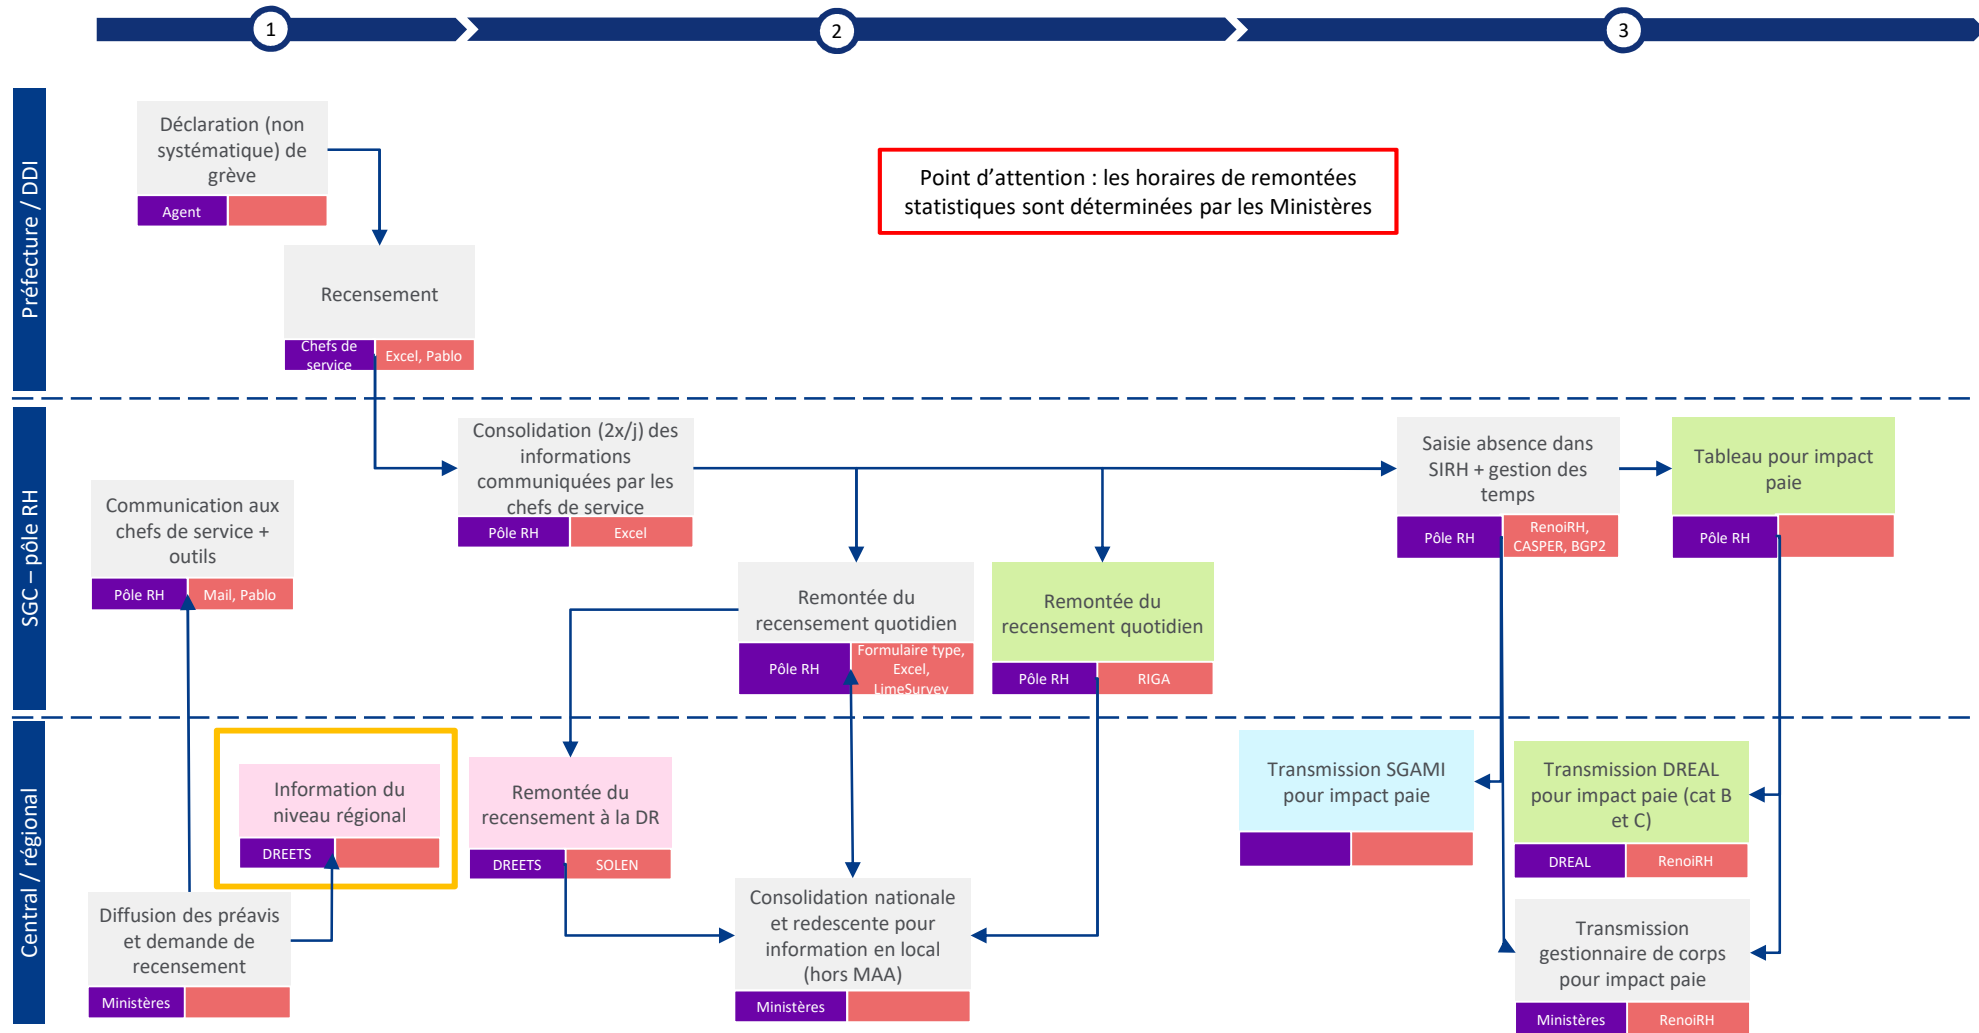 1
2
3
Préfecture / DDI
Déclaration (non
systématique) de
grève
Agent
Point d'attention : les horaires de remontées
statistiques sont déterminées par les Ministères
Recensement
Chefs de
service
Excel, Pablo
SGC – pôle RH
Communication aux
chefs de service +
outils
Pôle RH
Mail, Pablo
Consolidation (2x/j) des
informations
communiquées par les
chefs de service
Pôle RH
Excel
Remontée du
recensement quotidien
Pôle RH
Formulaire type,
Excel,
LimeSurvey
Remontée du
recensement quotidien
Pôle RH
RIGA
Saisie absence dans
SIRH + gestion des
temps
Pôle RH
RenoiRH,
CASPER, BGP2
Tableau pour impact
paie
Pôle RH
Central / régional
Diffusion des préavis
et demande de
recensement
Ministères
Information du
niveau régional
DREETS
Remontée du
recensement à la DR
DREETS
SOLEN
Consolidation nationale
et redescente pour
information en local
(hors MAA)
Ministères
Transmission SGAMI
pour impact paie
Transmission DREAL
pour impact paie (cat B
et C)
DREAL
RenoiRH
Transmission
gestionnaire de corps
pour impact paie
Ministères
RenoiRH